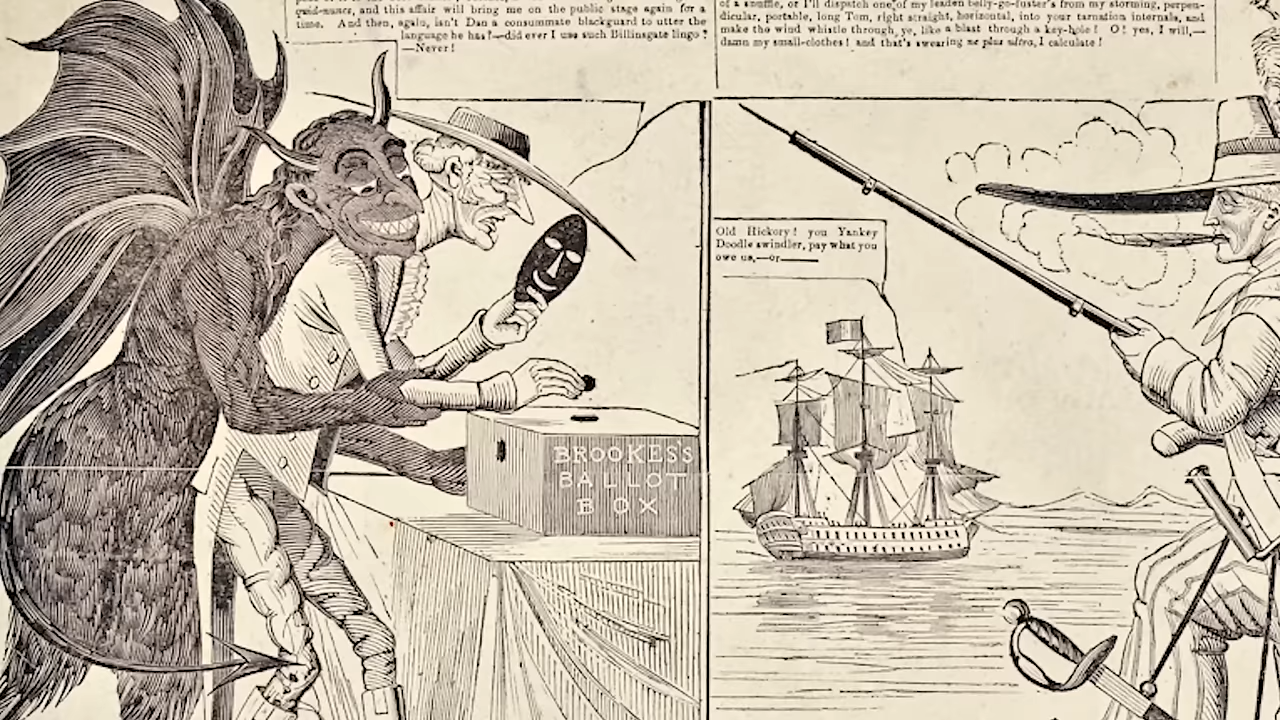 quid-nunc, and this affair will bring me on the public stage again for a
time. And then, again, isn't Dan a consummate blackguard to utter the
language he has?—did ever I use such Billinsgate lingo?
—Never!
of a snuffle, or I'll dispatch one of my leaden belly-go-fuster's from my storming, perpen-
dicular, portable, long Tom, right straight, horizontal, into your tarnation internals, and
make the wind whistle through ye, like a blast through a key-hole! O! yes, I will,—
damn my small-clothes! and that's swearing ne plus ultra, I calculate!
Old Hickory! you Yankey
Doodle swindler, pay what you
owe us,—or——
BROOKES'S
BALLOT
BOX